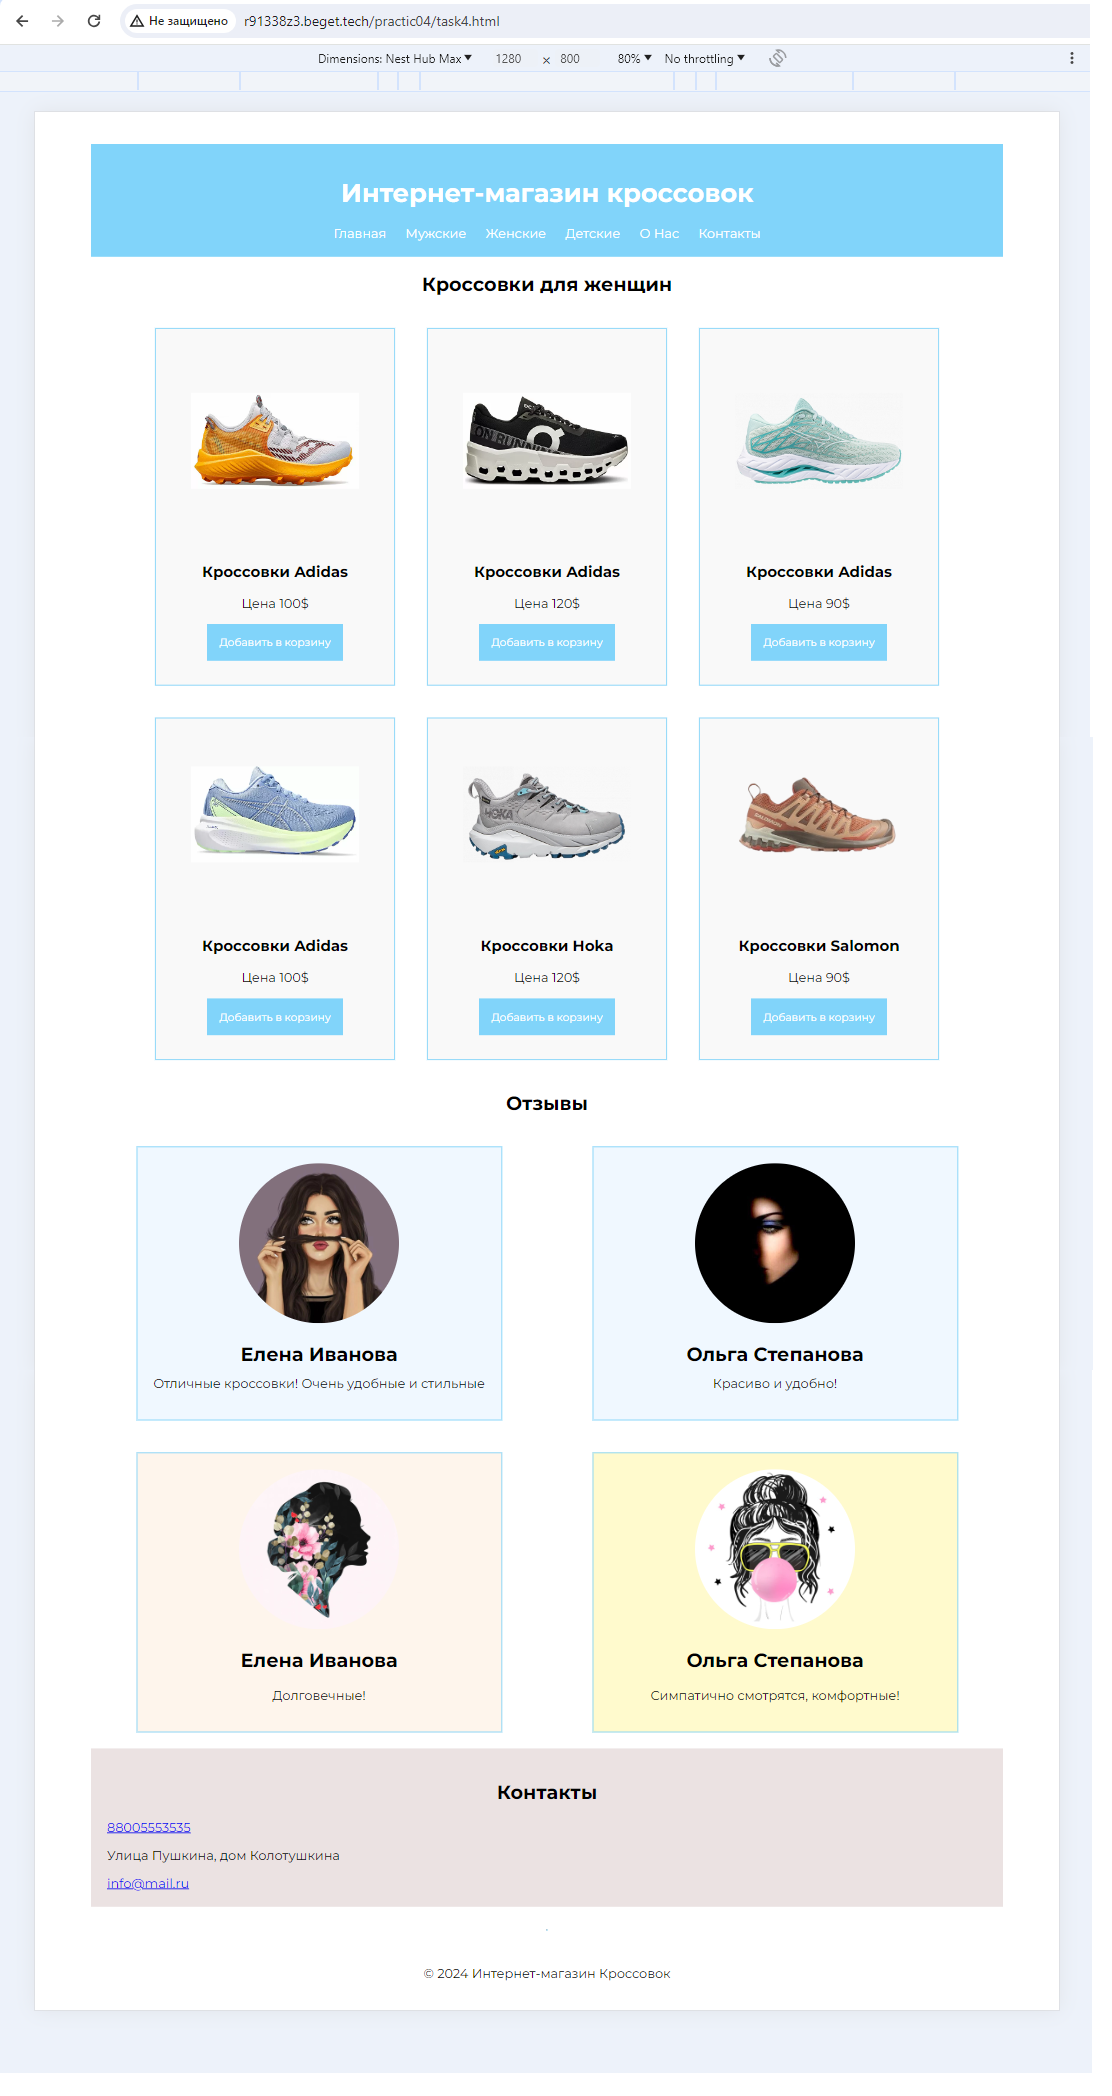 Не защищено r91338z3.beget.tech/practic04/task4.html
Dimensions: Nest Hub Max 1280 × 800 80% No throttling
Интернет-магазин кроссовок
Главная Мужские Женские Детские О Нас Контакты
Кроссовки для женщин
ON RUNNIN
Кроссовки Adidas Кроссовки Adidas Кроссовки Adidas
Цена 100$ Цена 120$ Цена 90$
Добавить в корзину Добавить в корзину Добавить в корзину
HOKA SALOMON
Кроссовки Adidas Кроссовки Hoka Кроссовки Salomon
Цена 100$ Цена 120$ Цена 90$
Добавить в корзину Добавить в корзину Добавить в корзину
Отзывы
Елена Иванова Ольга Степанова
Отличные кроссовки! Очень удобные и стильные Красиво и удобно!
Елена Иванова Ольга Степанова
Долговечные! Симпатично смотрятся, комфортные!
Контакты
88005553535
Улица Пушкина, дом Колотушкина
info@mail.ru
© 2024 Интернет-магазин Кроссовок